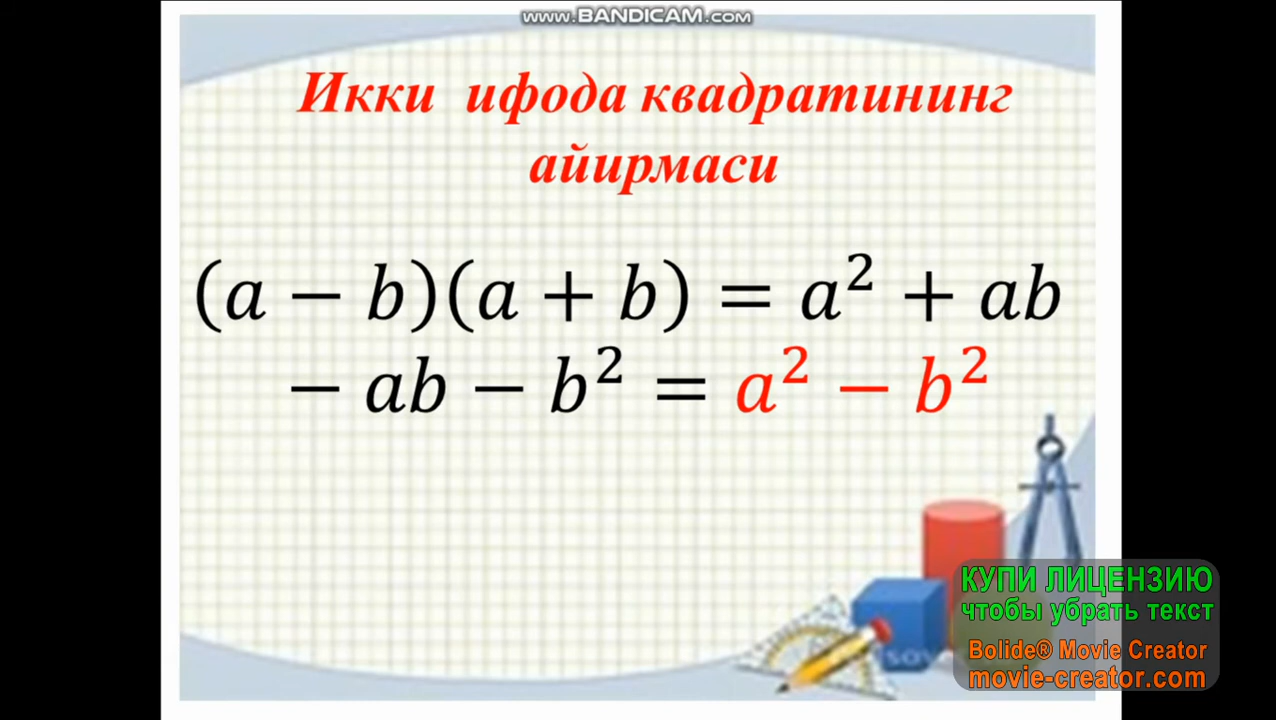 www.BANDICAM.com
Икки ифода квадратининг
айирмаси
(a − b)(a + b) = a² + ab
− ab − b² = a² − b²
КУПИ ЛИЦЕНЗИЮ
чтобы убрать текст
Bolide® Movie Creator
movie-creator.com